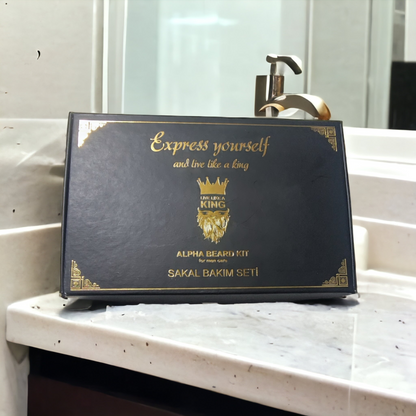 Express yourself
and live like a king
LIVE LIKE A
KING
ALPHA BEARD KIT
for men only
SAKAL BAKIM SETİ